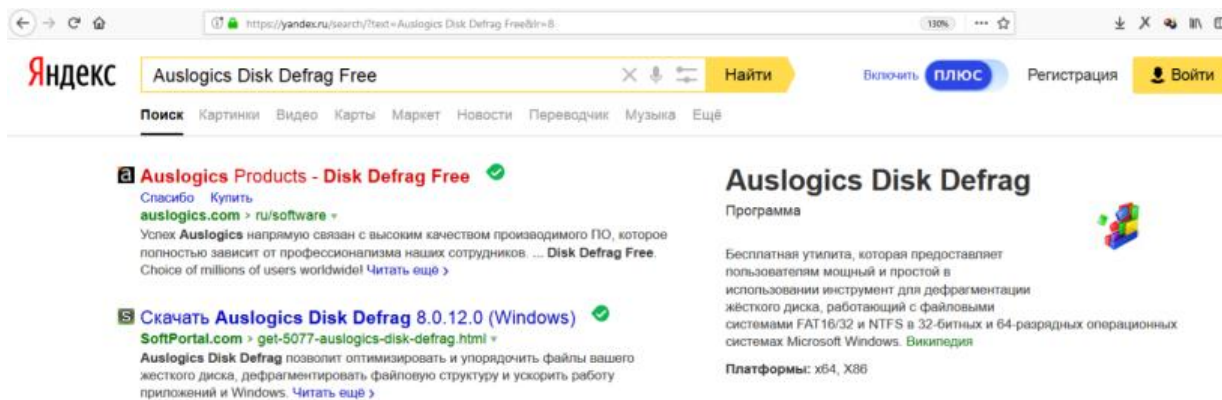 https://yandex.ru/search/?text=Auslogics Disk Defrag Free&lr=8
130%
Яндекс
Auslogics Disk Defrag Free
Найти
Включить ПЛЮС
Регистрация
Войти
Поиск Картинки Видео Карты Маркет Новости Переводчик Музыка Ещё
Auslogics Products - Disk Defrag Free
Спасибо Купить
auslogics.com > ru/software
Успех Auslogics напрямую связан с высоким качеством производимого ПО, которое
полностью зависит от профессионализма наших сотрудников. ... Disk Defrag Free.
Choice of millions of users worldwide! Читать ещё >
Скачать Auslogics Disk Defrag 8.0.12.0 (Windows)
SoftPortal.com > get-5077-auslogics-disk-defrag.html
Auslogics Disk Defrag позволит оптимизировать и упорядочить файлы вашего
жесткого диска, дефрагментировать файловую структуру и ускорить работу
приложений и Windows. Читать ещё >
Auslogics Disk Defrag
Программа
Бесплатная утилита, которая предоставляет
пользователям мощный и простой в
использовании инструмент для дефрагментации
жёсткого диска, работающий с файловыми
системами FAT16/32 и NTFS в 32-битных и 64-разрядных операционных
системах Microsoft Windows. Википедия
Платформы: x64, X86